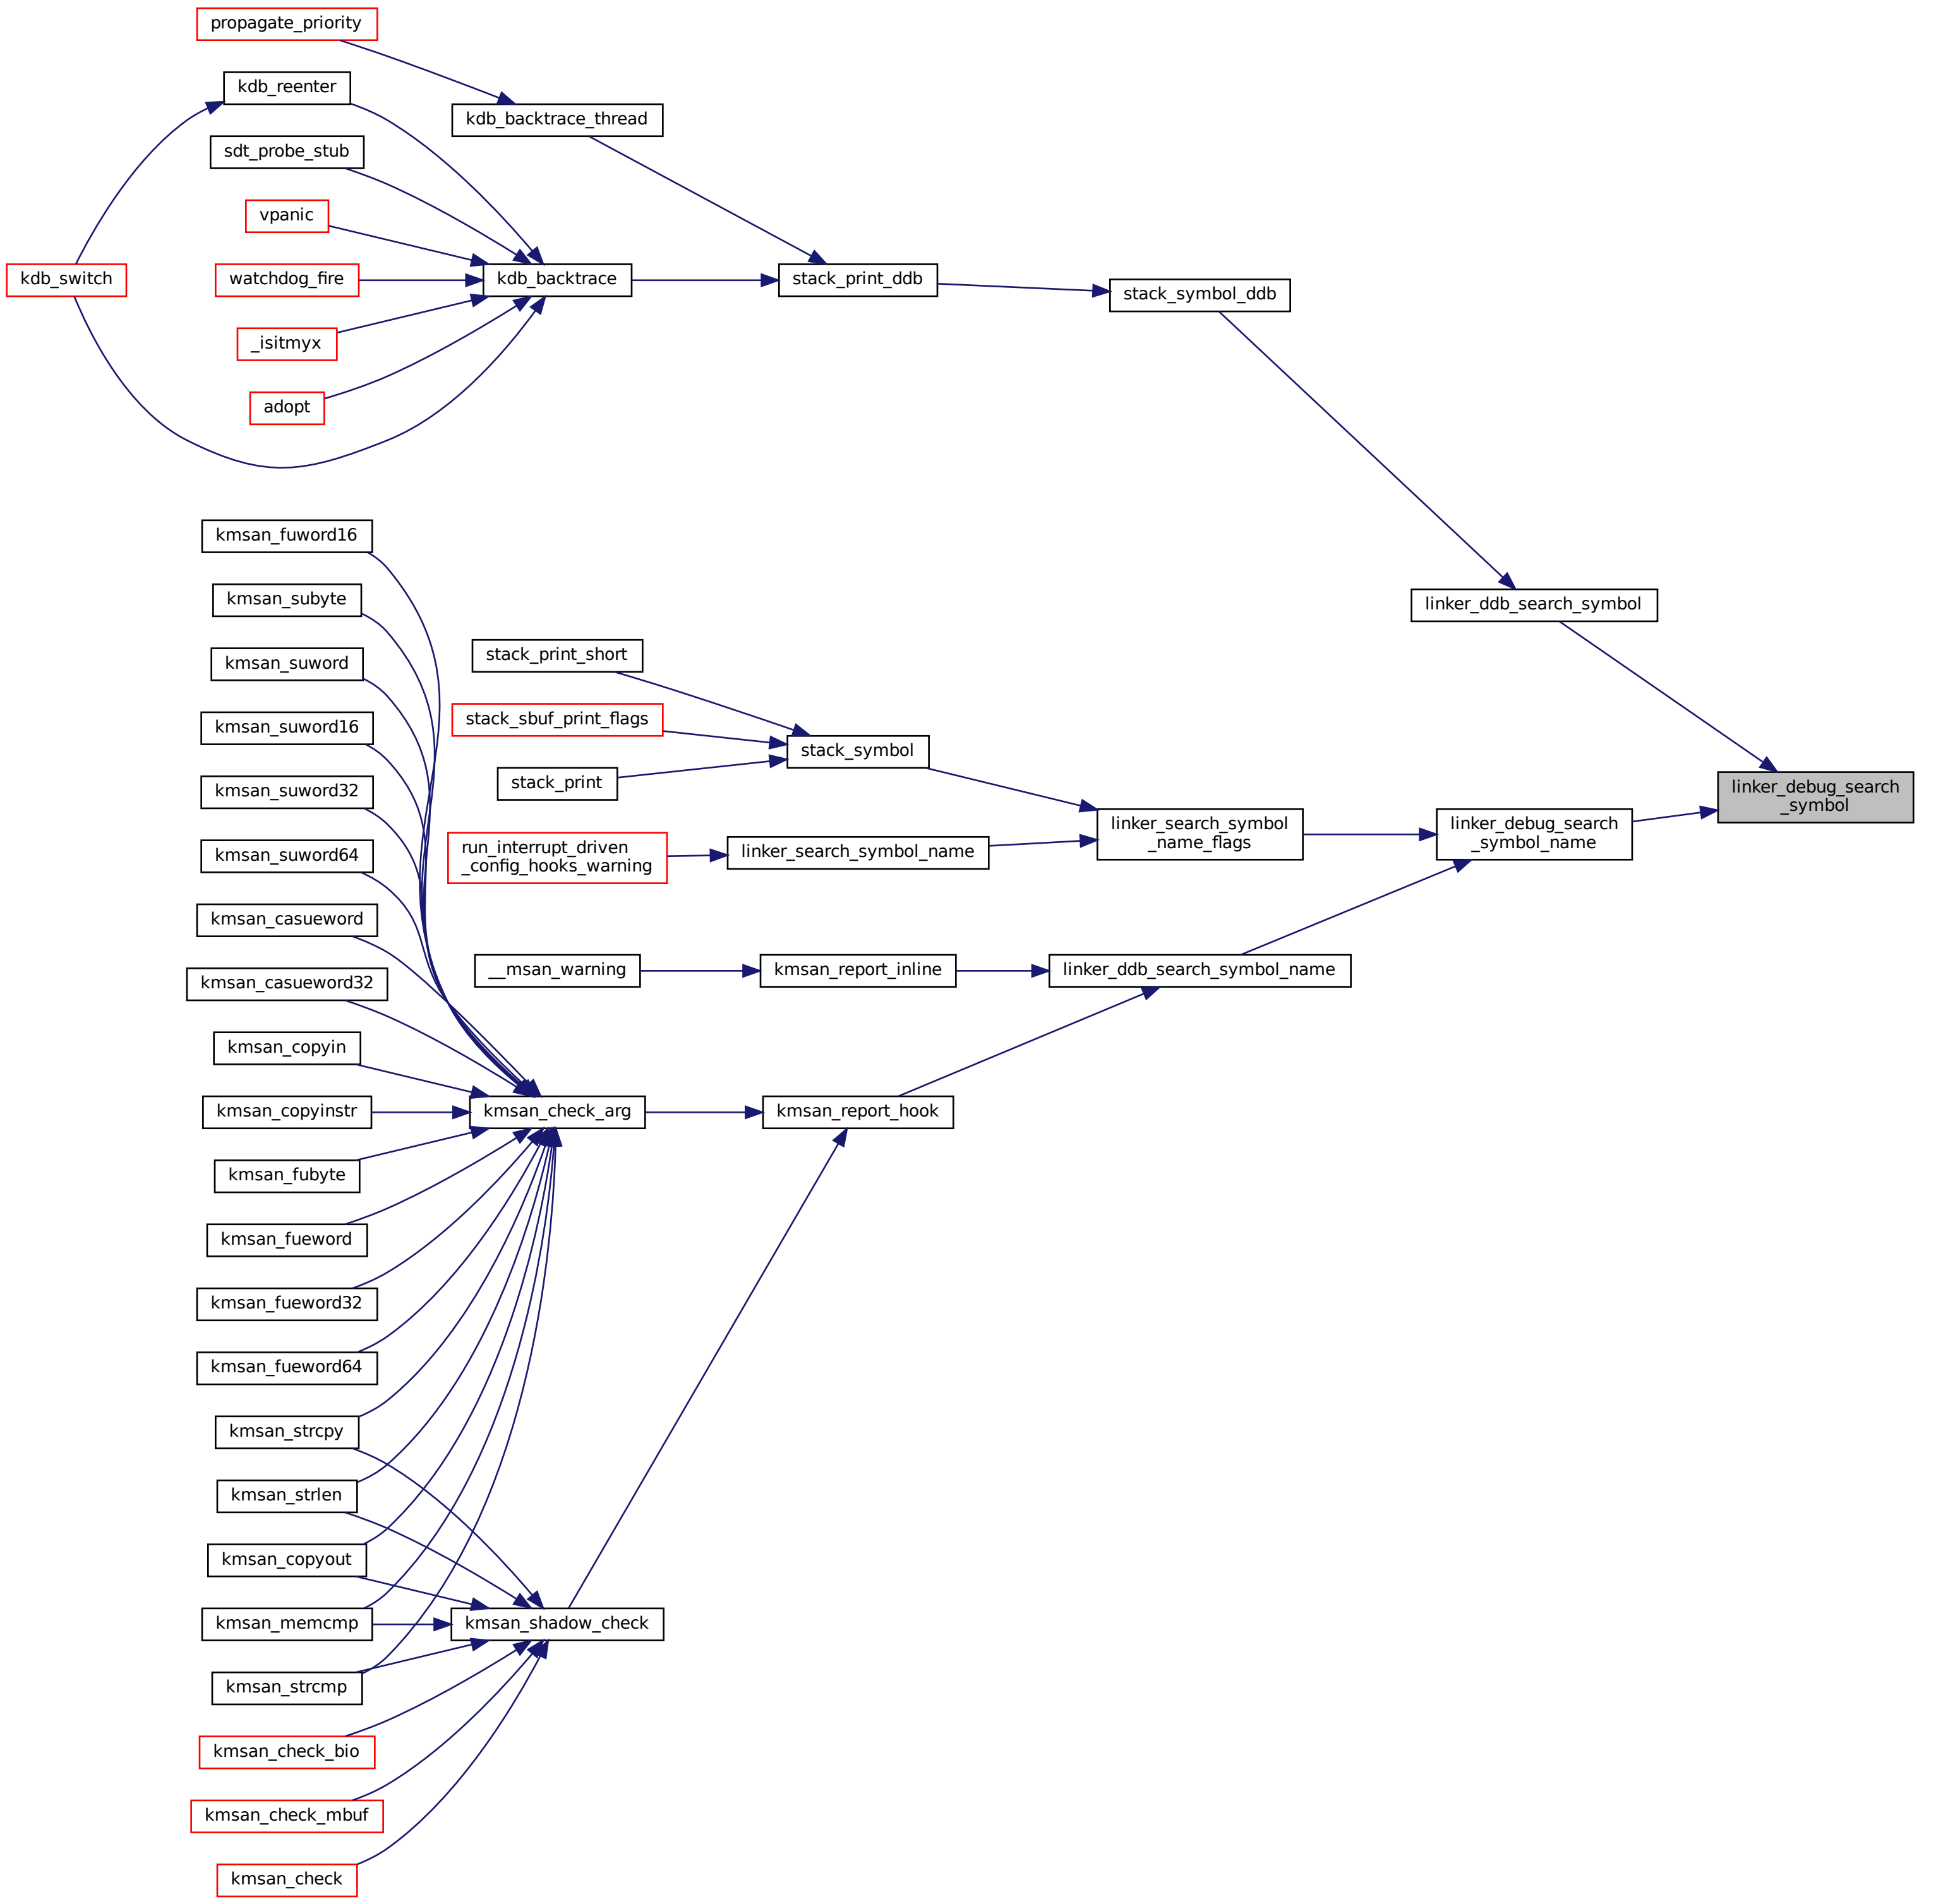 propagate_priority
kdb_reenter
kdb_backtrace_thread
sdt_probe_stub
vpanic
kdb_switch
watchdog_fire
kdb_backtrace
stack_print_ddb
stack_symbol_ddb
_isitmyx
adopt
kmsan_fuword16
kmsan_subyte
linker_ddb_search_symbol
kmsan_suword
stack_print_short
kmsan_suword16
stack_sbuf_print_flags
stack_symbol
kmsan_suword32
stack_print
linker_debug_search
_symbol
linker_search_symbol
_name_flags
linker_debug_search
_symbol_name
kmsan_suword64
run_interrupt_driven
_config_hooks_warning
linker_search_symbol_name
kmsan_casueword
kmsan_casueword32
__msan_warning
kmsan_report_inline
linker_ddb_search_symbol_name
kmsan_copyin
kmsan_copyinstr
kmsan_check_arg
kmsan_report_hook
kmsan_fubyte
kmsan_fueword
kmsan_fueword32
kmsan_fueword64
kmsan_strcpy
kmsan_strlen
kmsan_copyout
kmsan_memcmp
kmsan_shadow_check
kmsan_strcmp
kmsan_check_bio
kmsan_check_mbuf
kmsan_check